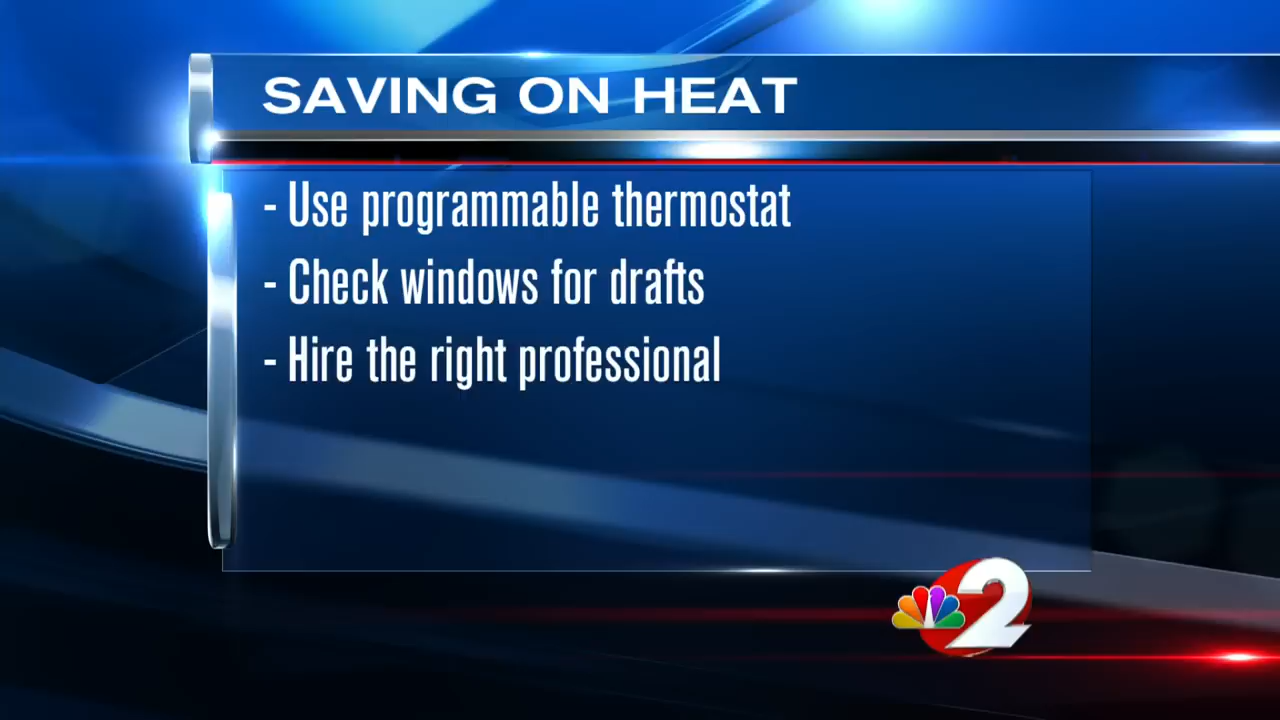 SAVING ON HEAT
- Use programmable thermostat
- Check windows for drafts
- Hire the right professional
2